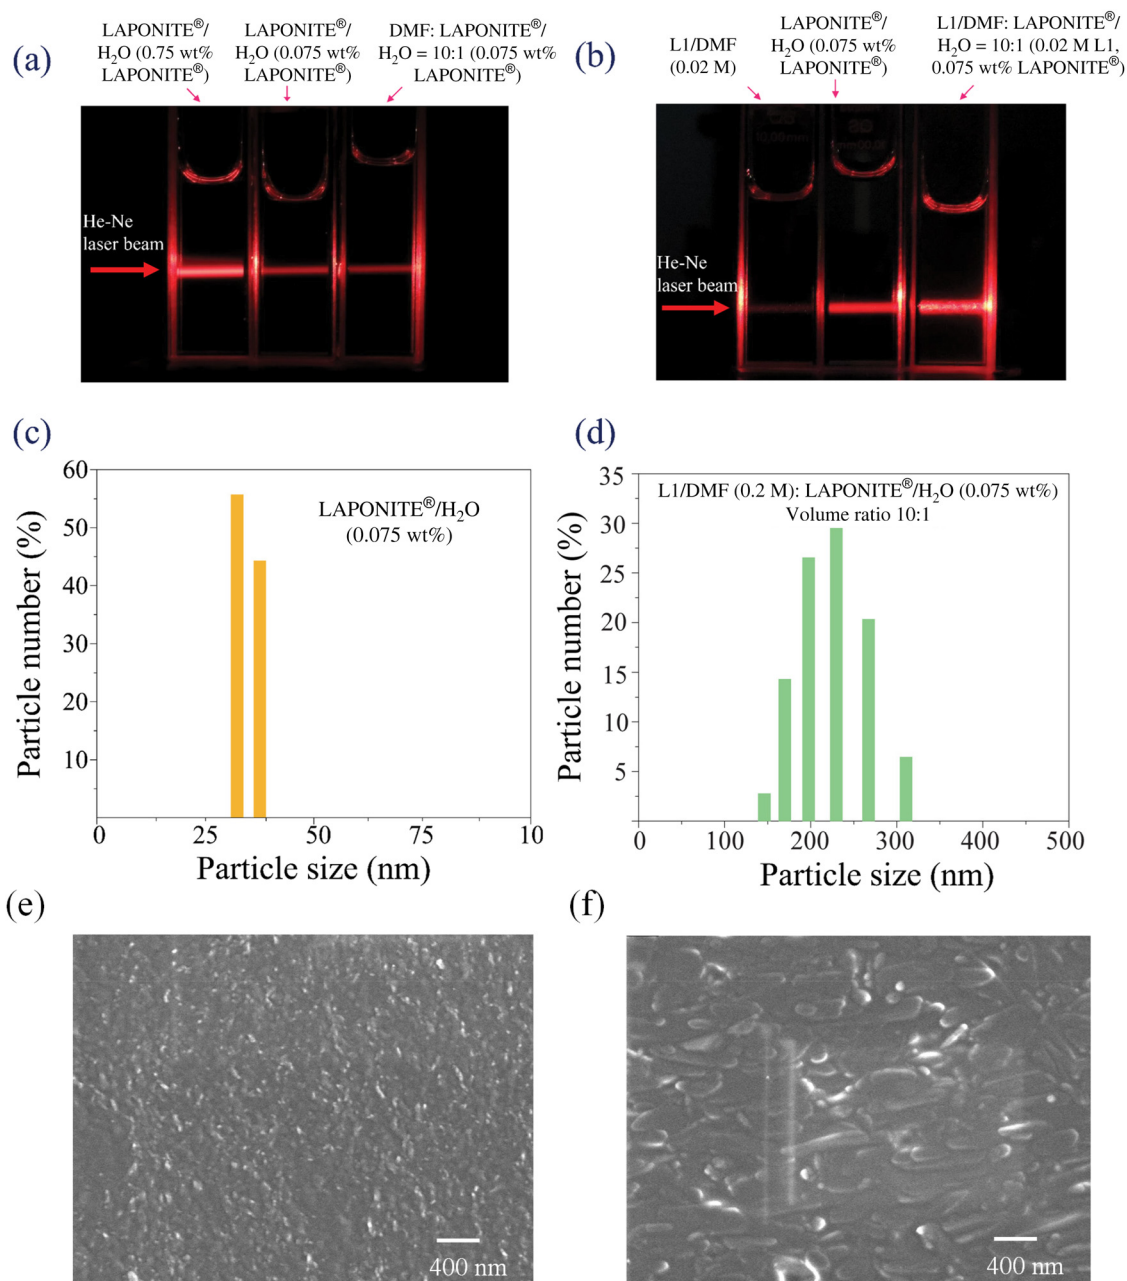 (a)
LAPONITE®/
H₂O (0.75 wt%
LAPONITE®)
LAPONITE®/
H₂O (0.075 wt%
LAPONITE®)
DMF: LAPONITE®/
H₂O = 10:1 (0.075 wt%
LAPONITE®)
He-Ne
laser beam
(b)
L1/DMF
(0.02 M)
LAPONITE®/
H₂O (0.075 wt%
LAPONITE®)
L1/DMF: LAPONITE®/
H₂O = 10:1 (0.02 M L1,
0.075 wt% LAPONITE®)
He-Ne
laser beam
(c)
Particle number (%)
60
50
40
30
20
10
LAPONITE®/H₂O
(0.075 wt%)
0 25 50 75 10
Particle size (nm)
(d)
Particle number (%)
35
30
25
20
15
10
5
L1/DMF (0.2 M): LAPONITE®/H₂O (0.075 wt%)
Volume ratio 10:1
0 100 200 300 400 500
Particle size (nm)
(e)
400 nm
(f)
400 nm